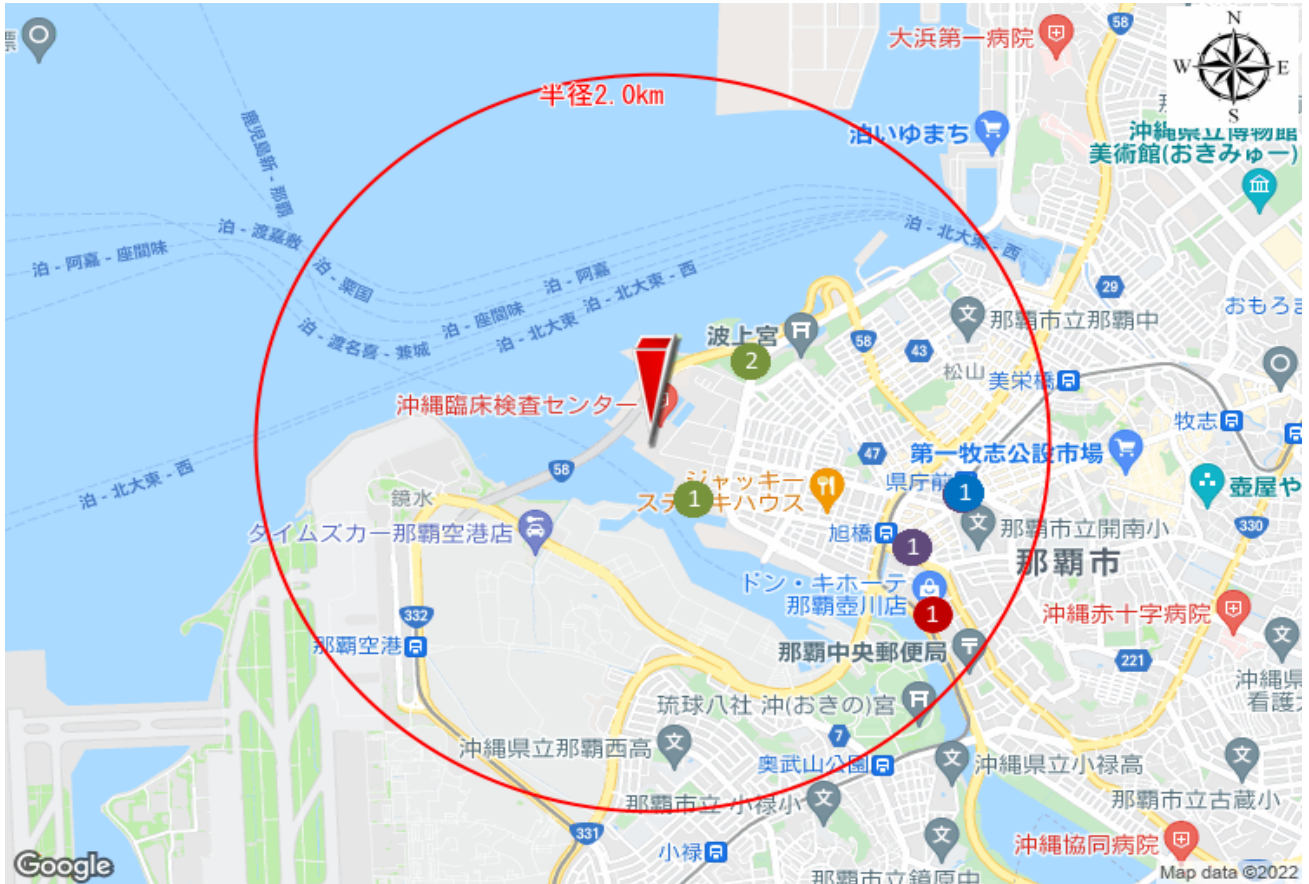 票
58
大浜第一病院
N
W
E
S
半径2.0km
泊いゆまち
沖縄県立博物館
美術館(おきみゅー)
鹿児島新 - 那覇
泊 - 渡嘉敷
泊 - 阿嘉 - 座間味
泊 - 粟国
泊 - 阿嘉
泊 - 北大東 - 西
泊 - 北大東 - 西
泊 - 座間味
泊 - 北大東
泊 - 渡名喜 - 兼城
29
おもろま
那覇市立那覇中
波上宮
58
43
2
松山
美栄橋
沖縄臨床検査センター
牧志
47
第一牧志公設市場
58
県庁前
1
壺屋や
泊 - 北大東 - 西
鏡水
ジャッキー
ステーキハウス
1
タイムズカー那覇空港店
旭橋
1
那覇市立開南小
330
那覇市
ドン・キホーテ
那覇壺川店
1
332
沖縄赤十字病院
那覇空港
那覇中央郵便局
221
沖縄県
看護大
琉球八社 沖(おきの)宮
7
沖縄県立那覇西高
奥武山公園
沖縄県立小禄高
那覇市立 小禄小
那覇市立古蔵小
331
小禄
沖縄協同病院
那覇市立鏡原中
Google
Map data ©2022